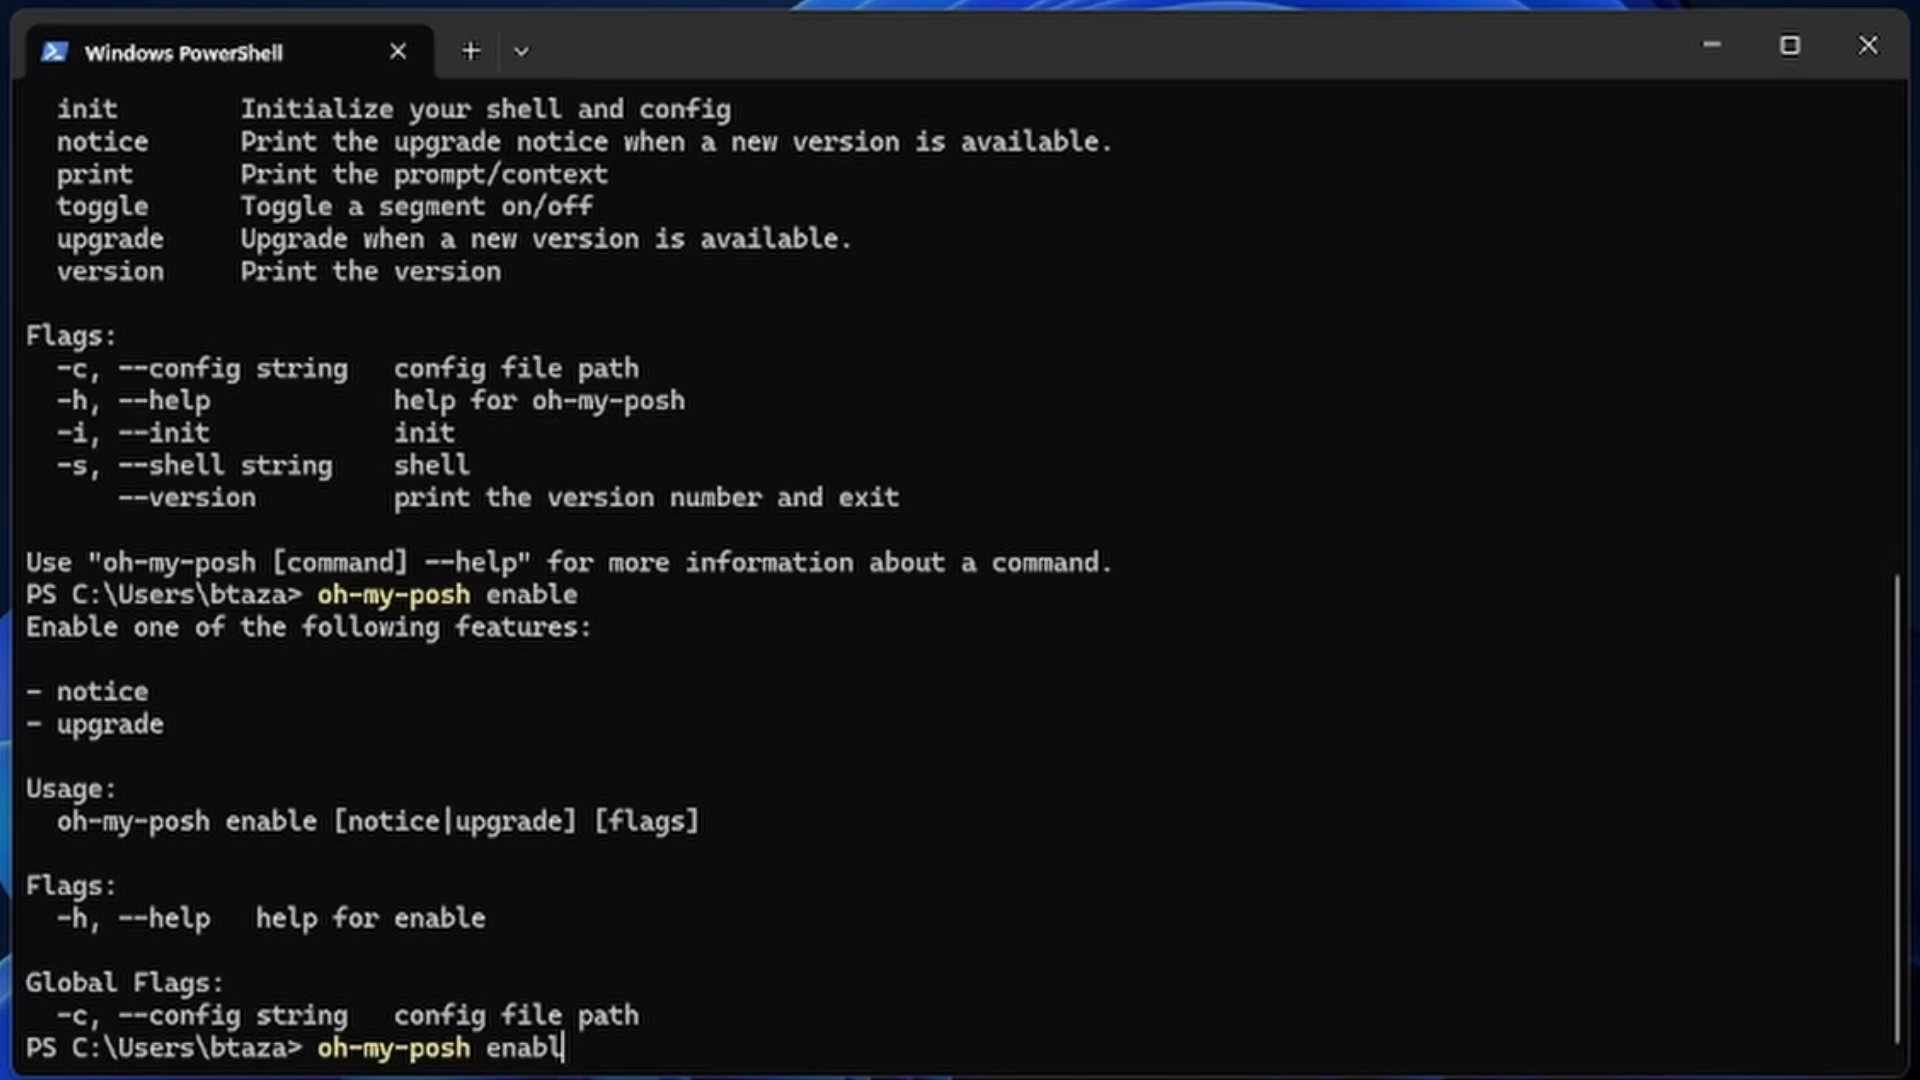 Windows PowerShell
init Initialize your shell and config
notice Print the upgrade notice when a new version is available.
print Print the prompt/context
toggle Toggle a segment on/off
upgrade Upgrade when a new version is available.
version Print the version
Flags:
-c, --config string config file path
-h, --help help for oh-my-posh
-i, --init init
-s, --shell string shell
--version print the version number and exit
Use "oh-my-posh [command] --help" for more information about a command.
PS C:\Users\btaza> oh-my-posh enable
Enable one of the following features:
- notice
- upgrade
Usage:
oh-my-posh enable [notice|upgrade] [flags]
Flags:
-h, --help help for enable
Global Flags:
-c, --config string config file path
PS C:\Users\btaza> oh-my-posh enabl